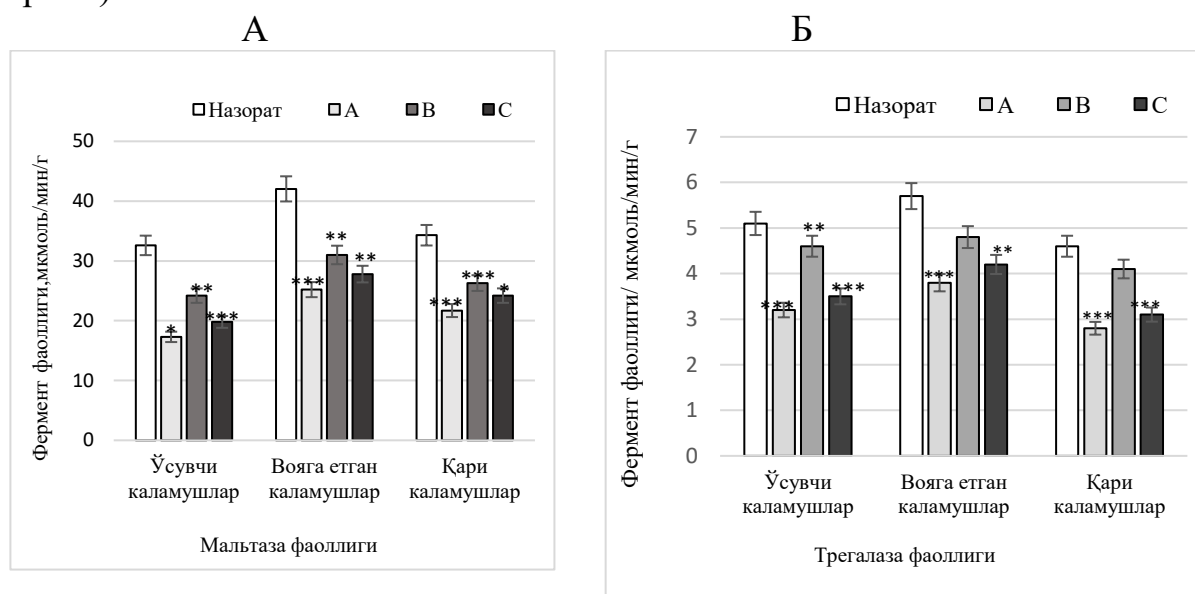 А
Б
Назорат A B C
50
40
30
20
10
0
Фермент фаоллиги,мкмоль/мин/г
* ** *** *** ** ** *** *** *
Ўсувчи каламушлар
Вояга етган каламушлар
Қари каламушлар
Мальтаза фаоллиги
Назорат A B C
7
6
5
4
3
2
1
0
Фермент фаоллиги/ мкмоль/мин/г
*** ** *** *** ** *** ***
Ўсувчи каламушлар
Вояга етган каламушлар
Қари каламушлар
Трегалаза фаоллиги